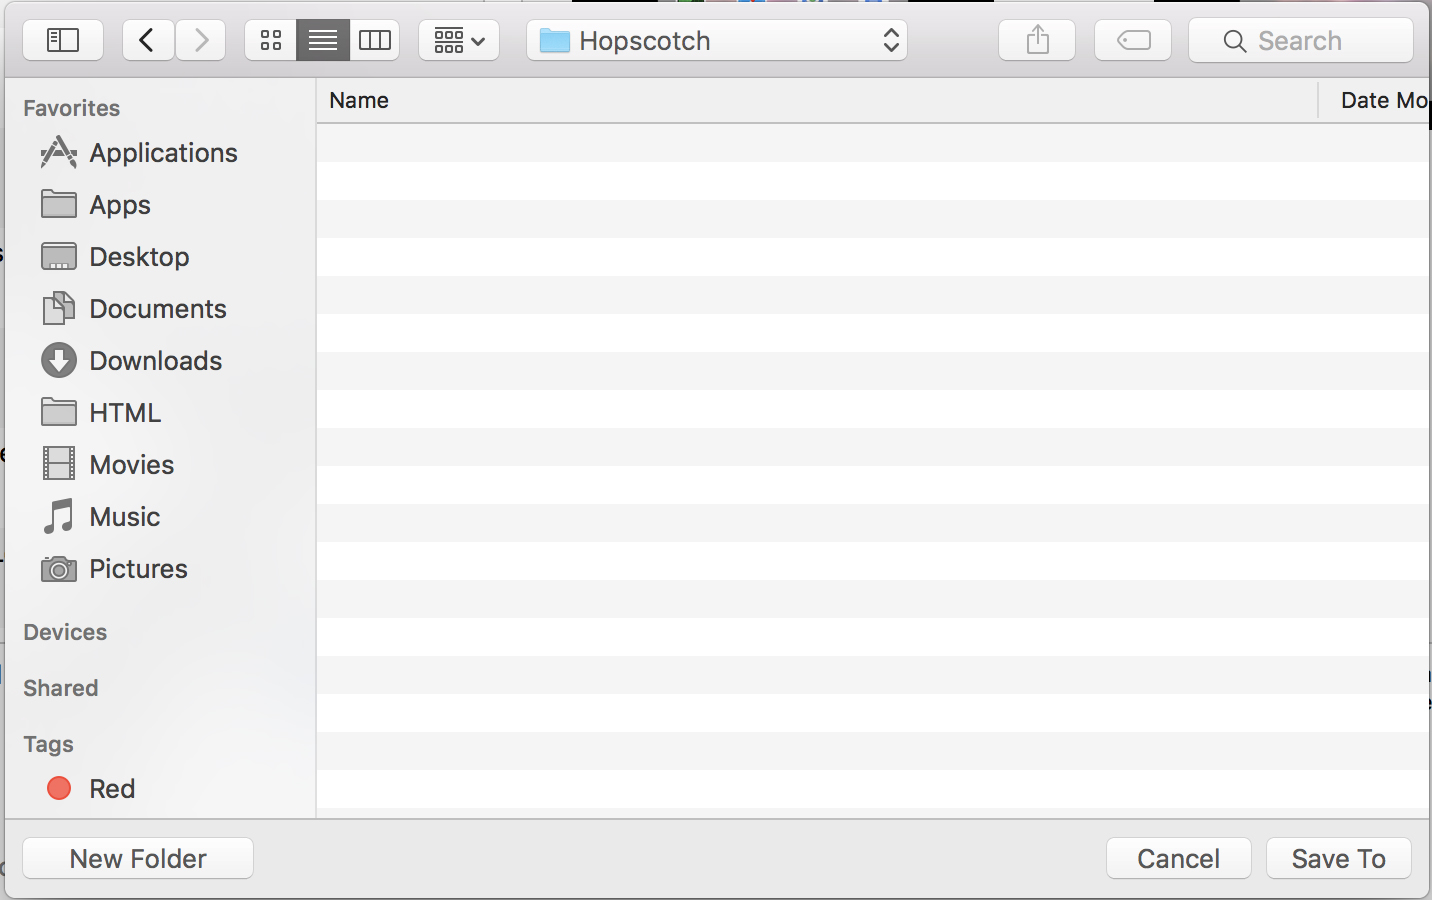 Hopscotch
Search
Favorites
Applications
Apps
Desktop
Documents
Downloads
HTML
Movies
Music
Pictures
Devices
Shared
Tags
Red
Name
Date Mo
New Folder
Cancel
Save To